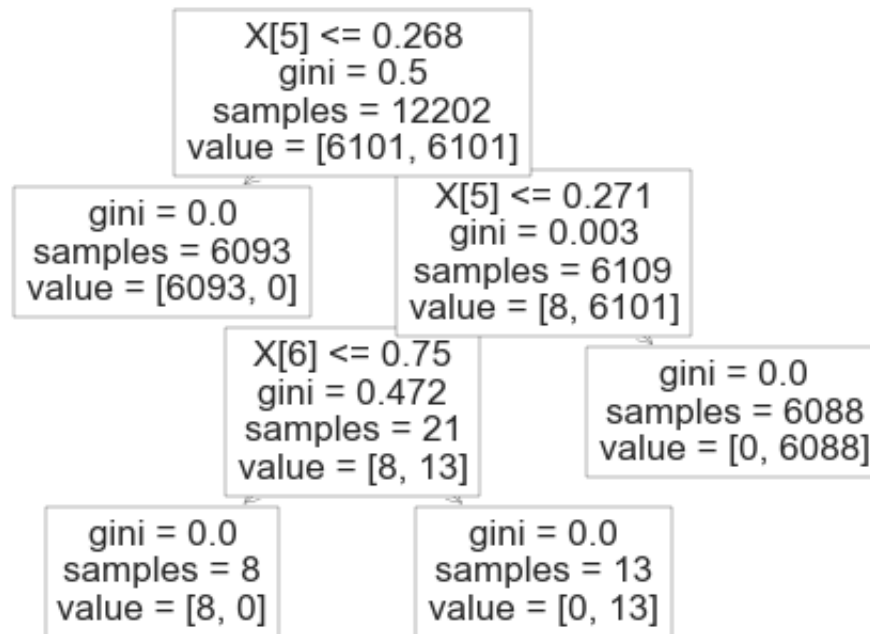 X[5] <= 0.268
gini = 0.5
samples = 12202
value = [6101, 6101]
gini = 0.0
samples = 6093
value = [6093, 0]
X[5] <= 0.271
gini = 0.003
samples = 6109
value = [8, 6101]
X[6] <= 0.75
gini = 0.472
samples = 21
value = [8, 13]
gini = 0.0
samples = 6088
value = [0, 6088]
gini = 0.0
samples = 8
value = [8, 0]
gini = 0.0
samples = 13
value = [0, 13]